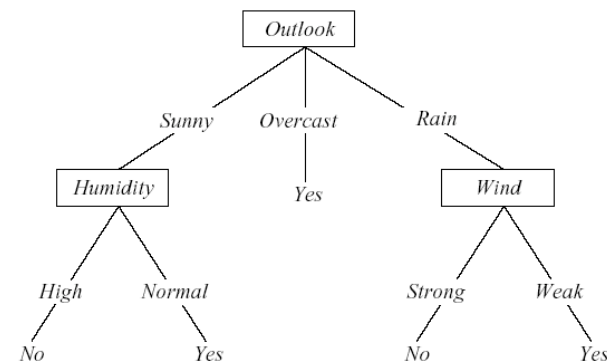 Outlook
Sunny Overcast Rain
Humidity Yes Wind
High Normal Strong Weak
No Yes No Yes